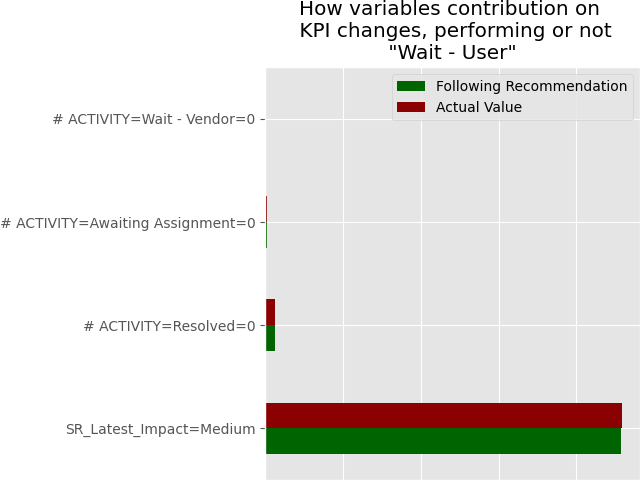 How variables contribution on
KPI changes, performing or not
"Wait - User"
Following Recommendation
Actual Value
# ACTIVITY=Wait - Vendor=0
# ACTIVITY=Awaiting Assignment=0
# ACTIVITY=Resolved=0
SR_Latest_Impact=Medium